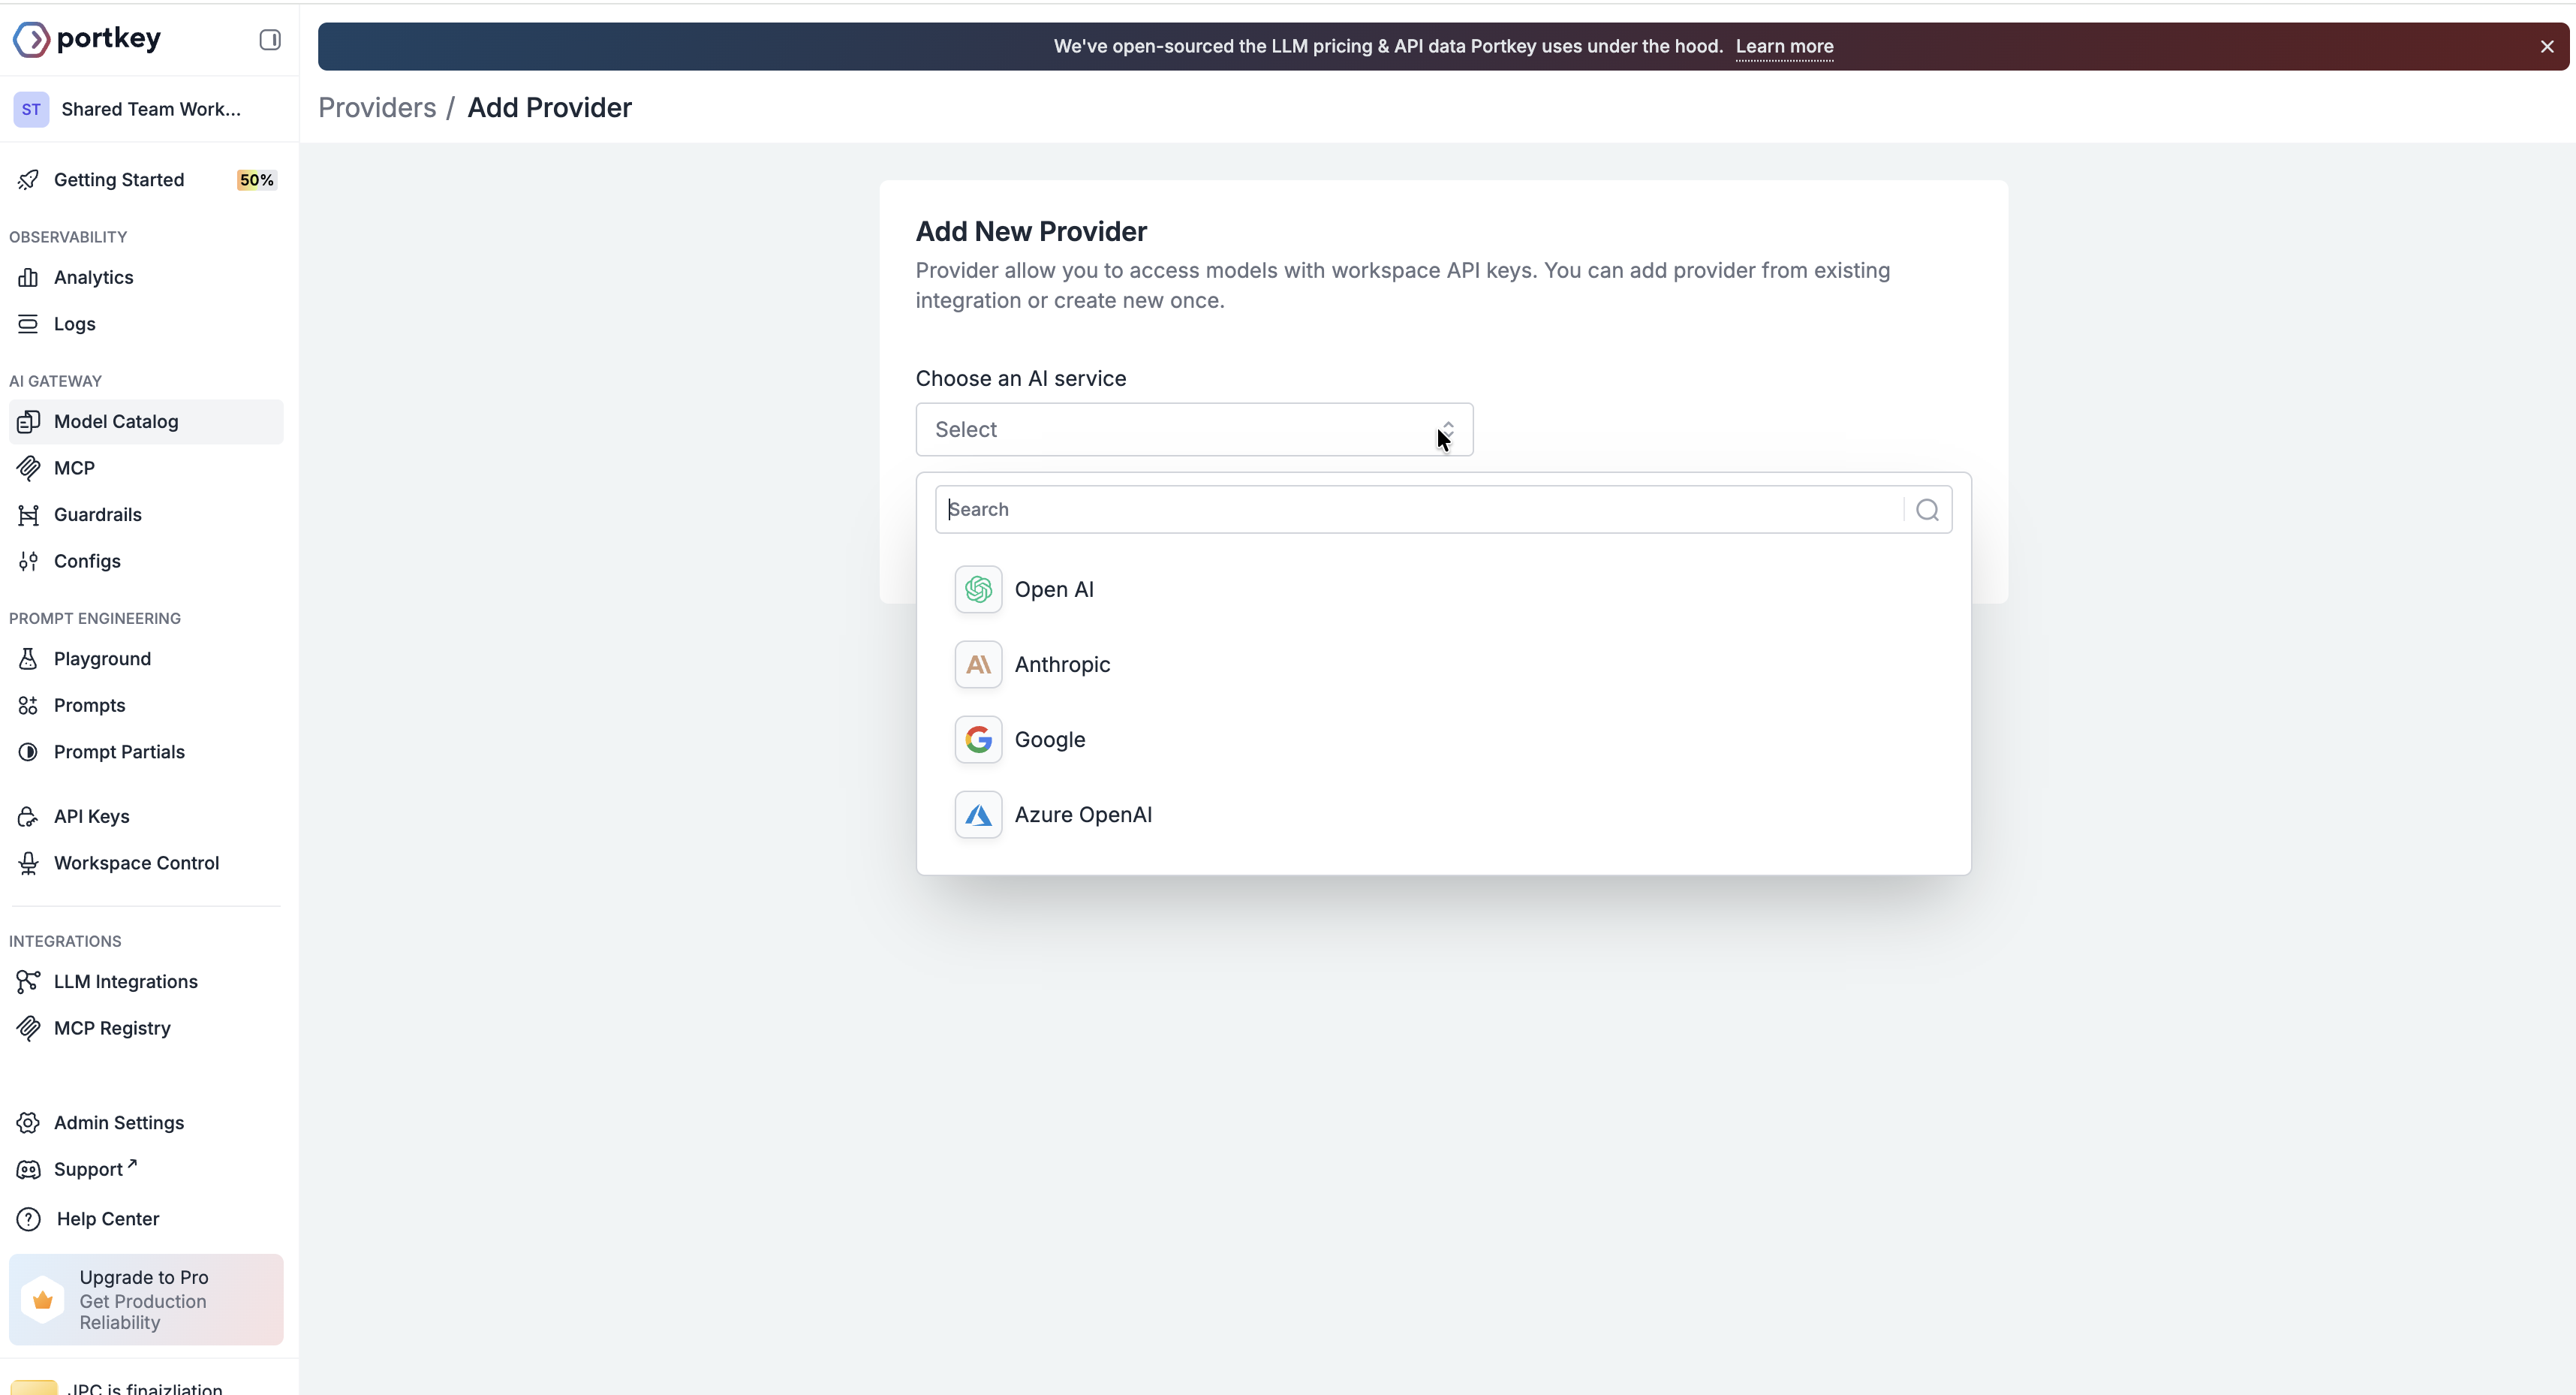 portkey
ST Shared Team Work...
Getting Started 50%
OBSERVABILITY
Analytics
Logs
AI GATEWAY
Model Catalog
MCP
Guardrails
Configs
PROMPT ENGINEERING
Playground
Prompts
Prompt Partials
API Keys
Workspace Control
INTEGRATIONS
LLM Integrations
MCP Registry
Admin Settings
Support
Help Center
Upgrade to Pro
Get Production
Reliability
JPC is finaizliation
We've open-sourced the LLM pricing & API data Portkey uses under the hood. Learn more
Providers / Add Provider
Add New Provider
Provider allow you to access models with workspace API keys. You can add provider from existing
integration or create new once.
Choose an AI service
Select
Search
Open AI
Anthropic
Google
Azure OpenAI